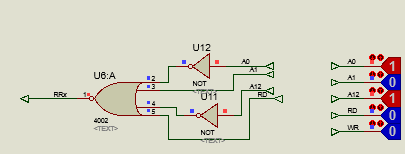 U12
A0
A0
2
U6:A
NOT
A1
A1
<TEXT>
RRx
1
3
A12
A12
4
U11
RD
RD
4002
5
WR
<TEXT>
NOT
<TEXT>
1
0
1
0
0